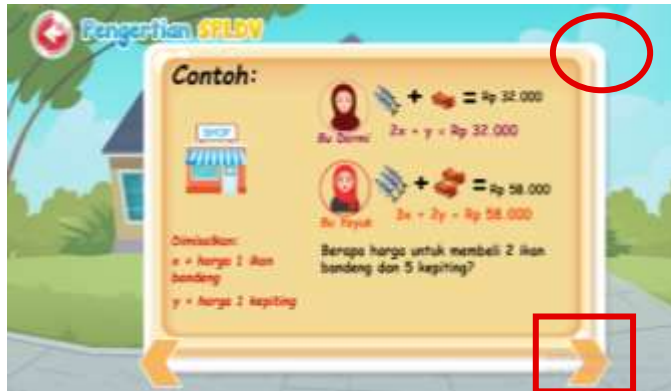 Pengertian SPLDV
Contoh:
SHOP
+ = Rp 32.000
Bu Darmi
2x + y = Rp 32.000
+ = Rp 58.000
Bu Yayuk
3x + 2y = Rp 58.000
Dimisalkan:
x = harga 1 ikan
bandeng
y = harga 1 kepiting
Berapa harga untuk membeli 2 ikan
bandeng dan 5 kepiting?